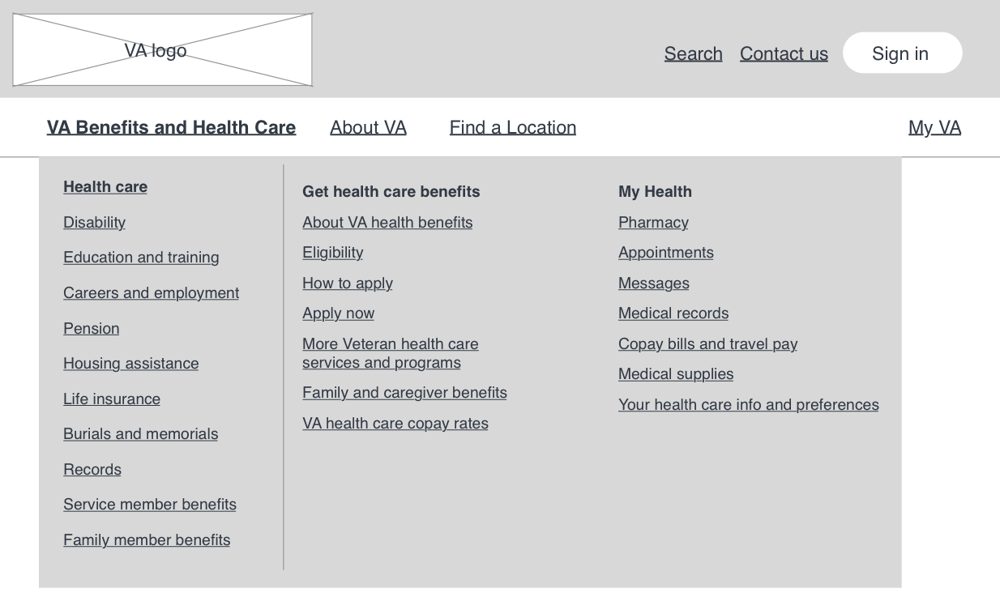 VA logo
Search
Contact us
Sign in
VA Benefits and Health Care
About VA
Find a Location
My VA
Health care
Disability
Education and training
Careers and employment
Pension
Housing assistance
Life insurance
Burials and memorials
Records
Service member benefits
Family member benefits
Get health care benefits
About VA health benefits
Eligibility
How to apply
Apply now
More Veteran health care
services and programs
Family and caregiver benefits
VA health care copay rates
My Health
Pharmacy
Appointments
Messages
Medical records
Copay bills and travel pay
Medical supplies
Your health care info and preferences